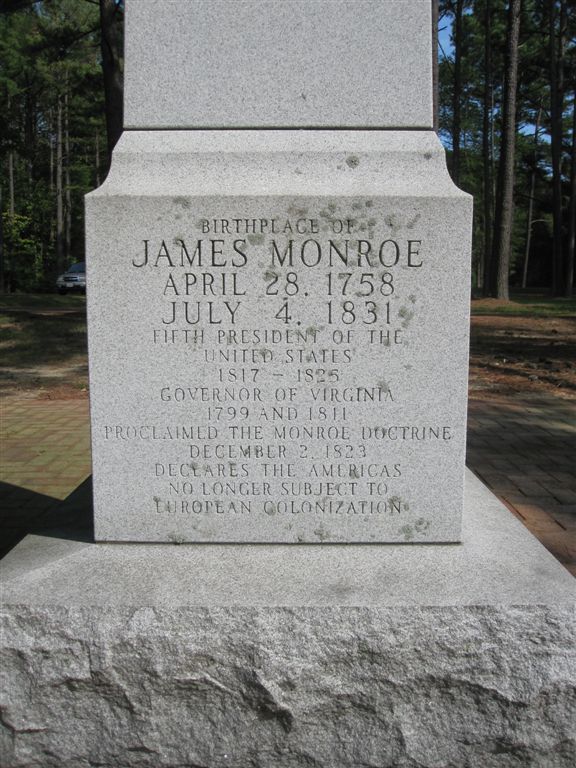 BIRTHPLACE OF
JAMES MONROE
APRIL 28, 1758
JULY 4, 1831
FIFTH PRESIDENT OF THE
UNITED STATES
1817 - 1825
GOVERNOR OF VIRGINIA
1799 AND 1811
PROCLAIMED THE MONROE DOCTRINE
DECEMBER 2, 1823
DECLARES THE AMERICAS
NO LONGER SUBJECT TO
EUROPEAN COLONIZATION